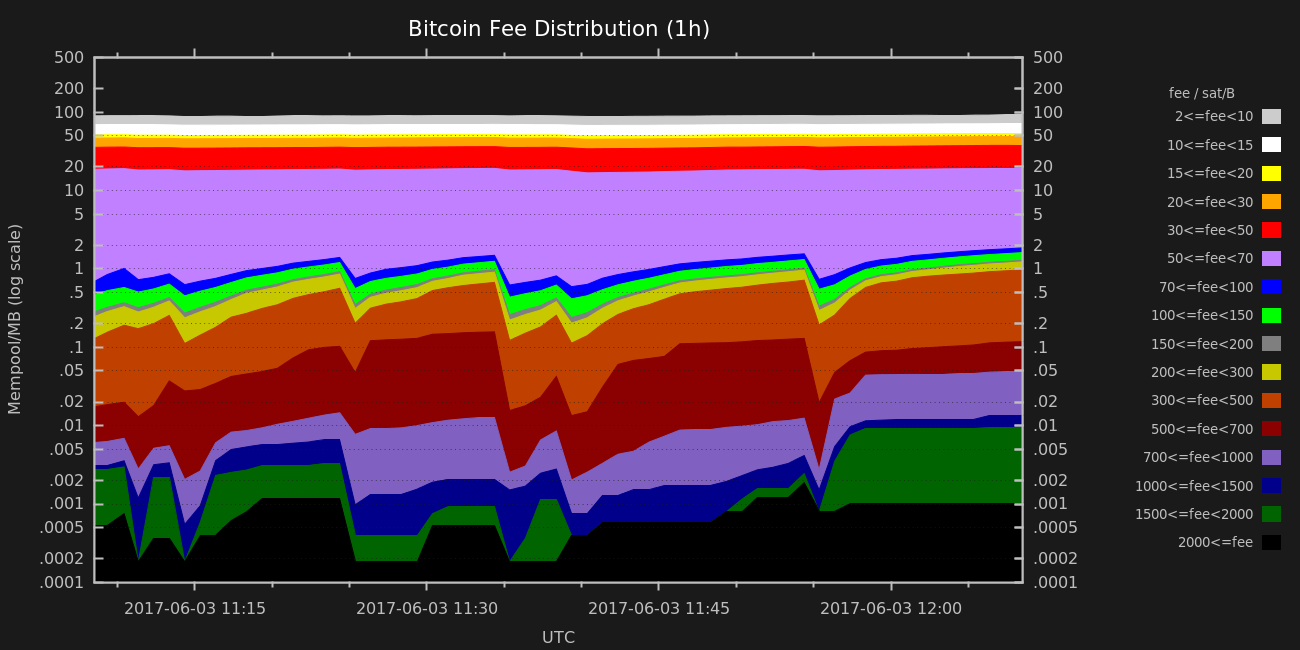 Bitcoin Fee Distribution (1h)
Mempool/MB (log scale)
500
200
100
50
20
10
5
2
1
.5
.2
.1
.05
.02
.01
.005
.002
.001
.0005
.0002
.0001
500
200
100
50
20
10
5
2
1
.5
.2
.1
.05
.02
.01
.005
.002
.001
.0005
.0002
.0001
2017-06-03 11:15
2017-06-03 11:30
2017-06-03 11:45
2017-06-03 12:00
UTC
fee / sat/B
2<=fee<10
10<=fee<15
15<=fee<20
20<=fee<30
30<=fee<50
50<=fee<70
70<=fee<100
100<=fee<150
150<=fee<200
200<=fee<300
300<=fee<500
500<=fee<700
700<=fee<1000
1000<=fee<1500
1500<=fee<2000
2000<=fee